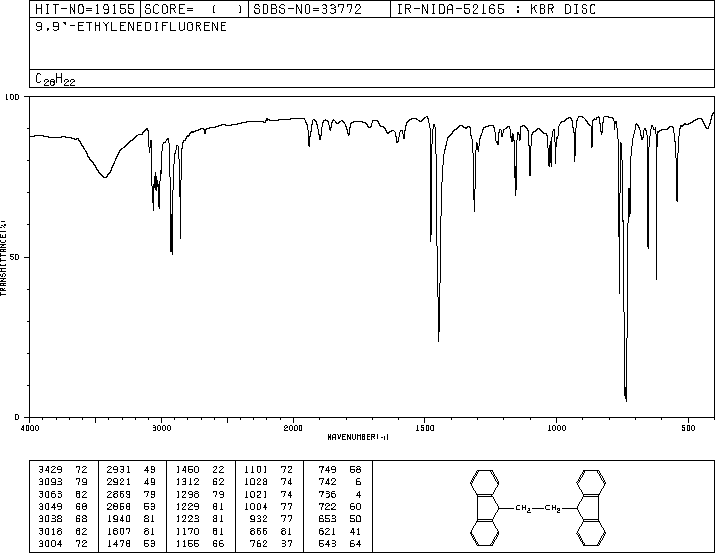 HIT-NO=19155 SCORE= ( ) SDBS-NO=33772 IR-NIDA-52165 : KBR DISC
9,9'-ETHYLENEDIFLUORENE
C28H22
100
50
0
TRANSMITTANCE(%)
4000 3000 2000 1500 1000 500
WAVENUMBER(-1)
3429 72 2931 49 1450 22 1101 72 749 58
3093 79 2921 49 1312 62 1028 74 742 6
3063 62 2869 79 1298 79 1021 74 736 4
3049 68 2858 53 1229 81 1004 77 722 60
3038 68 1940 81 1223 81 932 77 653 50
3016 62 1607 81 1170 81 866 81 621 41
3004 72 1478 53 1155 66 762 37 543 64
CH2 CH2